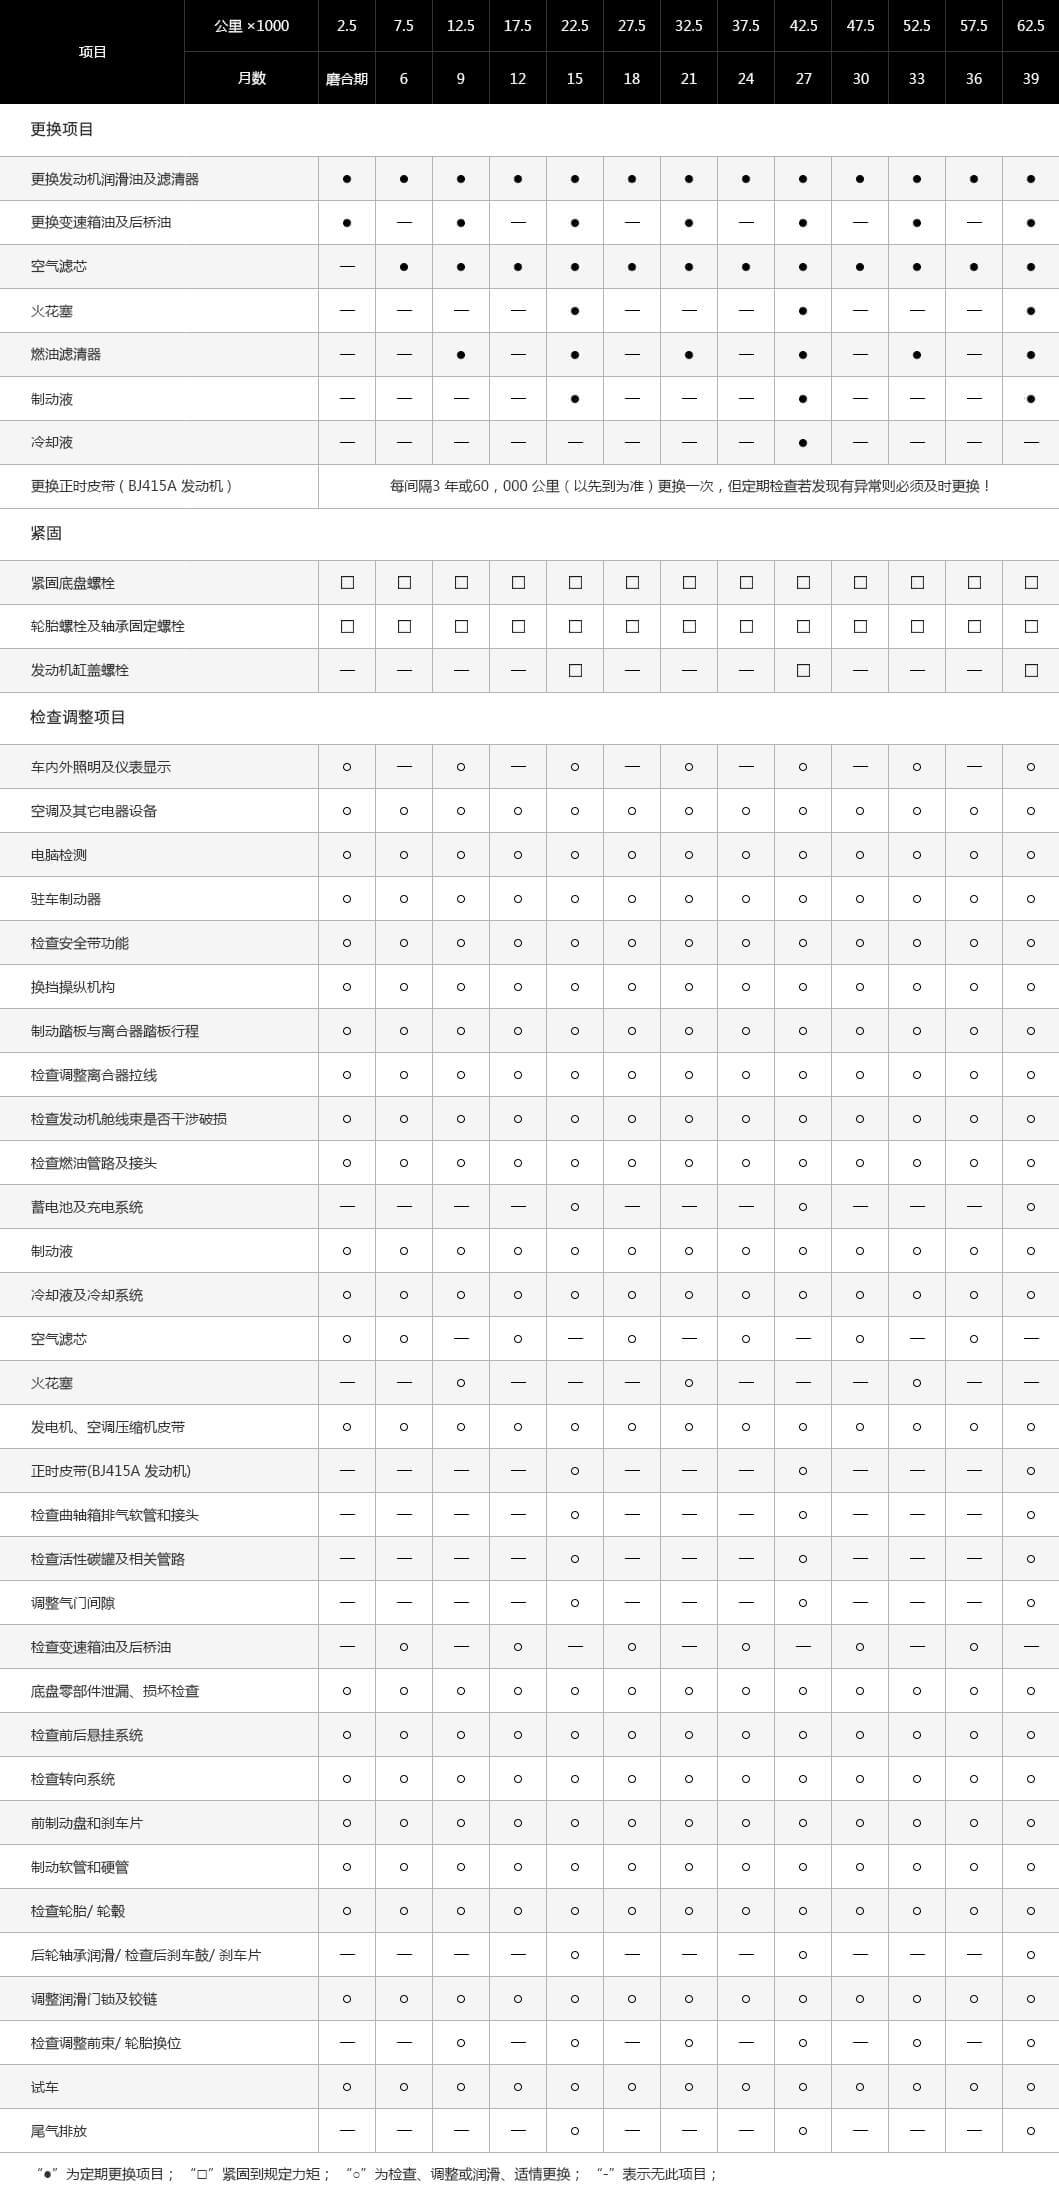 项目 公里 ×1000 2.5 7.5 12.5 17.5 22.5 27.5 32.5 37.5 42.5 47.5 52.5 57.5 62.5
月数 磨合期 6 9 12 15 18 21 24 27 30 33 36 39
更换项目
更换发动机润滑油及滤清器 ● ● ● ● ● ● ● ● ● ● ● ● ●
更换变速箱油及后桥油 ● — ● — ● — ● — ● — ● — ●
空气滤芯 — ● ● ● ● ● ● ● ● ● ● ● ●
火花塞 — — — — ● — — — ● — — — ●
燃油滤清器 — — ● — ● — ● — ● — ● — ●
制动液 — — — — ● — — — ● — — — ●
冷却液 — — — — — — — — ● — — — —
更换正时皮带（BJ415A 发动机） 每间隔3 年或60，000 公里（以先到为准）更换一次，但定期检查若发现有异常则必须及时更换！
紧固
紧固底盘螺栓 □ □ □ □ □ □ □ □ □ □ □ □ □
轮胎螺栓及轴承固定螺栓 □ □ □ □ □ □ □ □ □ □ □ □ □
发动机缸盖螺栓 — — — — □ — — — □ — — — □
检查调整项目
车内外照明及仪表显示 ○ — ○ — ○ — ○ — ○ — ○ — ○
空调及其它电器设备 ○ ○ ○ ○ ○ ○ ○ ○ ○ ○ ○ ○ ○
电脑检测 ○ ○ ○ ○ ○ ○ ○ ○ ○ ○ ○ ○ ○
驻车制动器 ○ ○ ○ ○ ○ ○ ○ ○ ○ ○ ○ ○ ○
检查安全带功能 ○ ○ ○ ○ ○ ○ ○ ○ ○ ○ ○ ○ ○
换挡操纵机构 ○ ○ ○ ○ ○ ○ ○ ○ ○ ○ ○ ○ ○
制动踏板与离合器踏板行程 ○ ○ ○ ○ ○ ○ ○ ○ ○ ○ ○ ○ ○
检查调整离合器拉线 ○ ○ ○ ○ ○ ○ ○ ○ ○ ○ ○ ○ ○
检查发动机舱线束是否干涉破损 ○ ○ ○ ○ ○ ○ ○ ○ ○ ○ ○ ○ ○
检查燃油管路及接头 ○ ○ ○ ○ ○ ○ ○ ○ ○ ○ ○ ○ ○
蓄电池及充电系统 — — — — ○ — — — ○ — — — ○
制动液 ○ ○ ○ ○ ○ ○ ○ ○ ○ ○ ○ ○ ○
冷却液及冷却系统 ○ ○ ○ ○ ○ ○ ○ ○ ○ ○ ○ ○ ○
空气滤芯 ○ ○ — ○ — ○ — ○ — ○ — ○ —
火花塞 — — ○ — — — ○ — — — ○ — —
发电机、空调压缩机皮带 ○ ○ ○ ○ ○ ○ ○ ○ ○ ○ ○ ○ ○
正时皮带(BJ415A 发动机) — — — — ○ — — — ○ — — — ○
检查曲轴箱排气软管和接头 — — — — ○ — — — ○ — — — ○
检查活性碳罐及相关管路 — — — — ○ — — — ○ — — — ○
调整气门间隙 — — — — ○ — — — ○ — — — ○
检查变速箱油及后桥油 — ○ — ○ — ○ — ○ — ○ — ○ —
底盘零部件泄漏、损坏检查 ○ ○ ○ ○ ○ ○ ○ ○ ○ ○ ○ ○ ○
检查前后悬挂系统 ○ ○ ○ ○ ○ ○ ○ ○ ○ ○ ○ ○ ○
检查转向系统 ○ ○ ○ ○ ○ ○ ○ ○ ○ ○ ○ ○ ○
前制动盘和刹车片 ○ ○ ○ ○ ○ ○ ○ ○ ○ ○ ○ ○ ○
制动软管和硬管 ○ ○ ○ ○ ○ ○ ○ ○ ○ ○ ○ ○ ○
检查轮胎/ 轮毂 ○ ○ ○ ○ ○ ○ ○ ○ ○ ○ ○ ○ ○
后轮轴承润滑/ 检查后刹车鼓/ 刹车片 — — — — ○ — — — ○ — — — ○
调整润滑门锁及铰链 ○ ○ ○ ○ ○ ○ ○ ○ ○ ○ ○ ○ ○
检查调整前束/ 轮胎换位 — — ○ — ○ — ○ — ○ — ○ — ○
试车 ○ ○ ○ ○ ○ ○ ○ ○ ○ ○ ○ ○ ○
尾气排放 — — — — ○ — — — ○ — — — ○
“●”为定期更换项目； “□”紧固到规定力矩； “○”为检查、调整或润滑、适情更换； “-”表示无此项目；